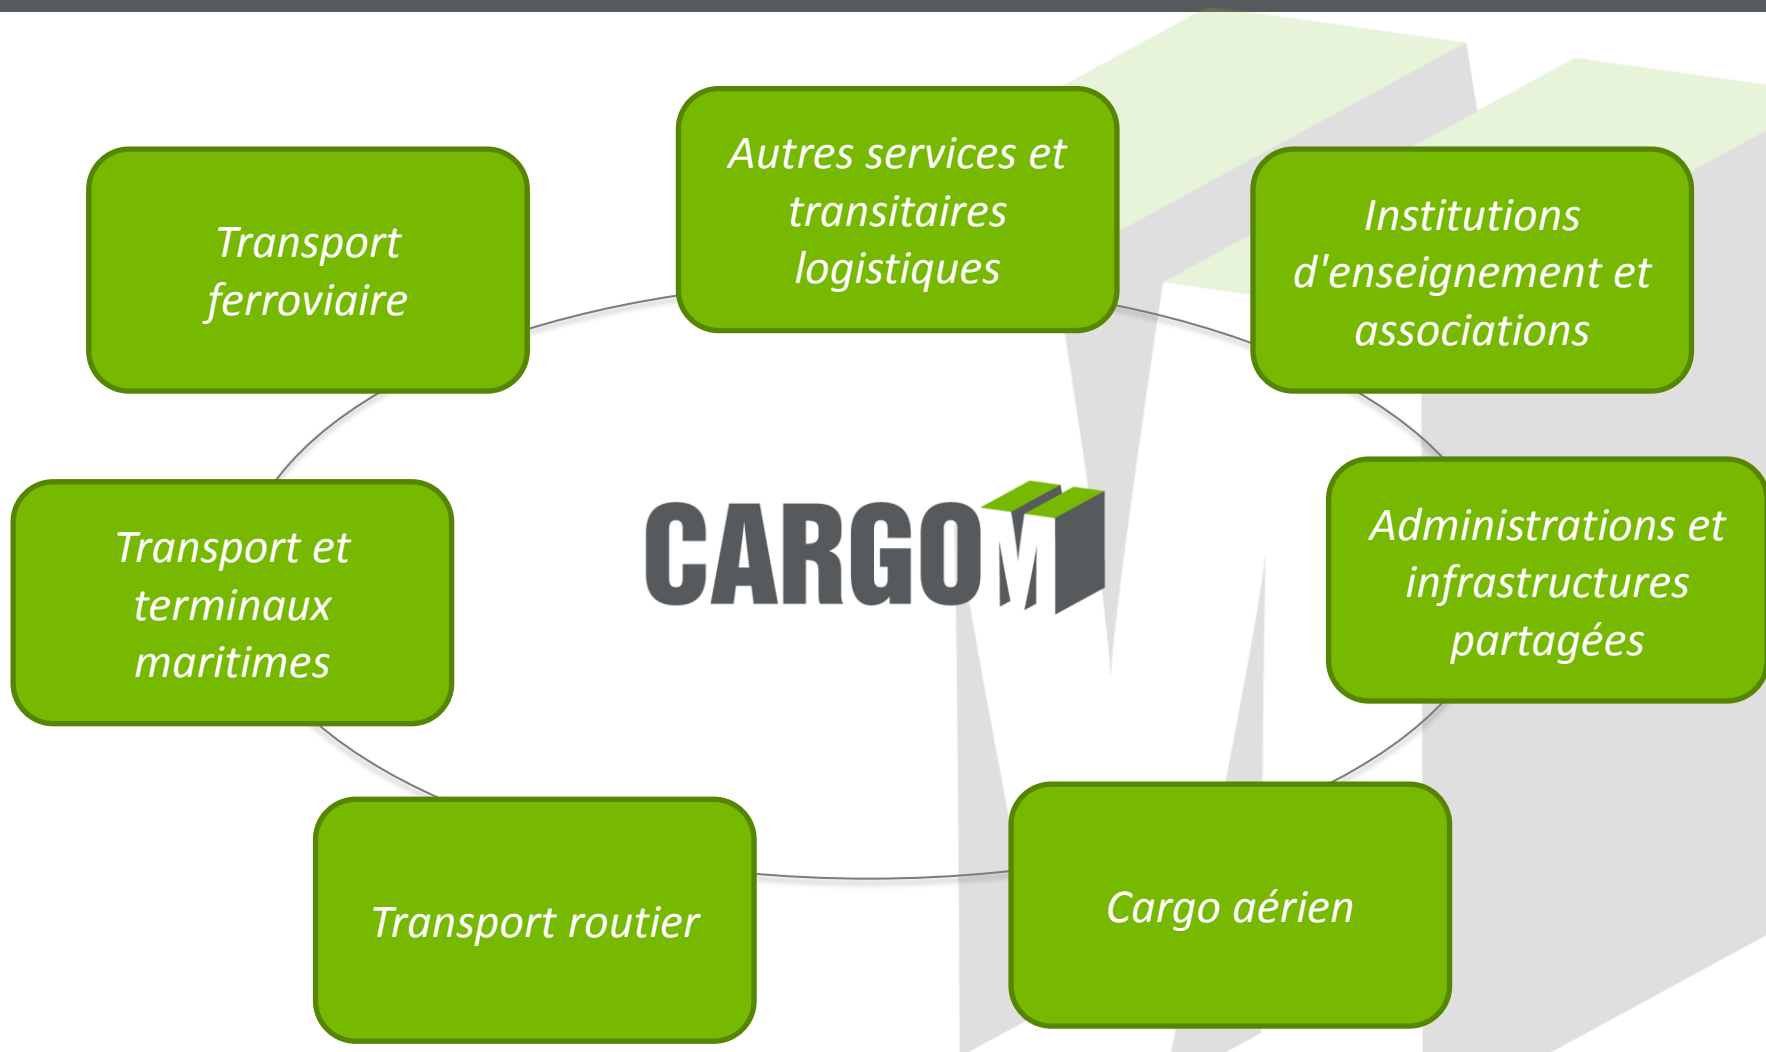 Autres services et
transitaires
logistiques
Transport
ferroviaire
Institutions
d'enseignement et
associations
Transport et
terminaux
maritimes
CARGOM
Administrations et
infrastructures
partagées
Transport routier
Cargo aérien